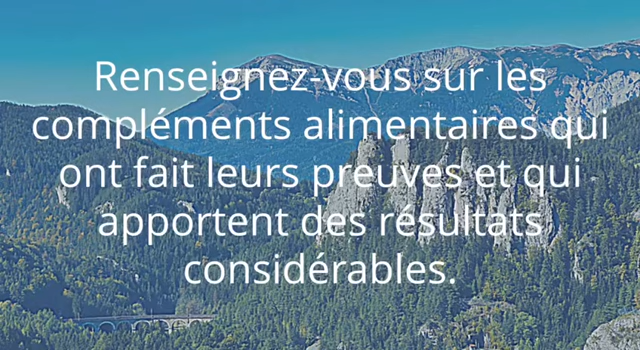 Renseignez-vous sur les
compléments alimentaires qui
ont fait leurs preuves et qui
apportent des résultats
considérables.